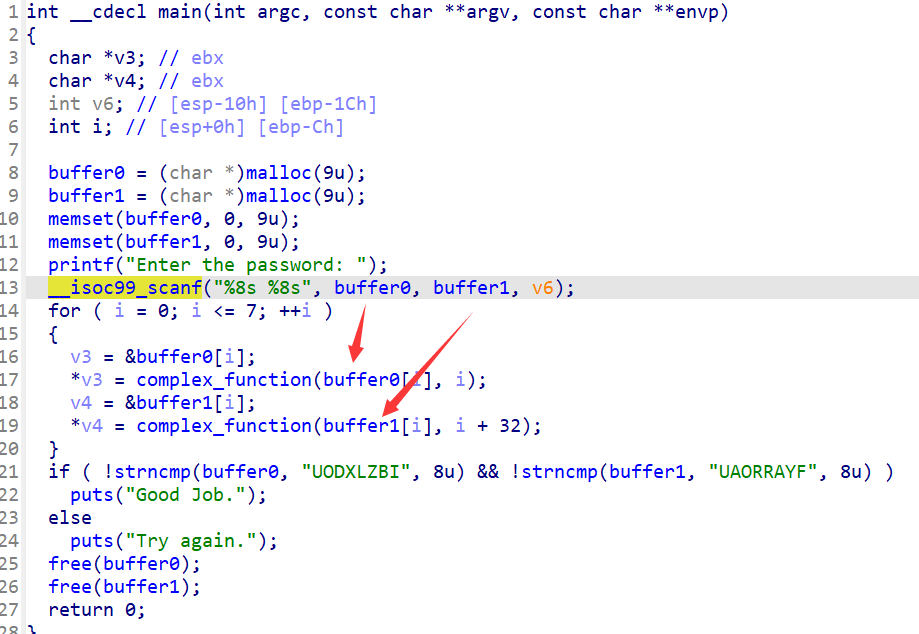 1 int __cdecl main(int argc, const char **argv, const char **envp)
2 {
3   char *v3; // ebx
4   char *v4; // ebx
5   int v6; // [esp-10h] [ebp-1Ch]
6   int i; // [esp+0h] [ebp-Ch]
7
8   buffer0 = (char *)malloc(9u);
9   buffer1 = (char *)malloc(9u);
10   memset(buffer0, 0, 9u);
11   memset(buffer1, 0, 9u);
12   printf("Enter the password: ");
13   __isoc99_scanf("%8s %8s", buffer0, buffer1, v6);
14   for ( i = 0; i <= 7; ++i )
15   {
16     v3 = &buffer0[i];
17     *v3 = complex_function(buffer0[i], i);
18     v4 = &buffer1[i];
19     *v4 = complex_function(buffer1[i], i + 32);
20   }
21   if ( !strncmp(buffer0, "UODXLZBI", 8u) && !strncmp(buffer1, "UAORRAYF", 8u) )
22     puts("Good Job.");
23   else
24     puts("Try again.");
25   free(buffer0);
26   free(buffer1);
27   return 0;
28 }